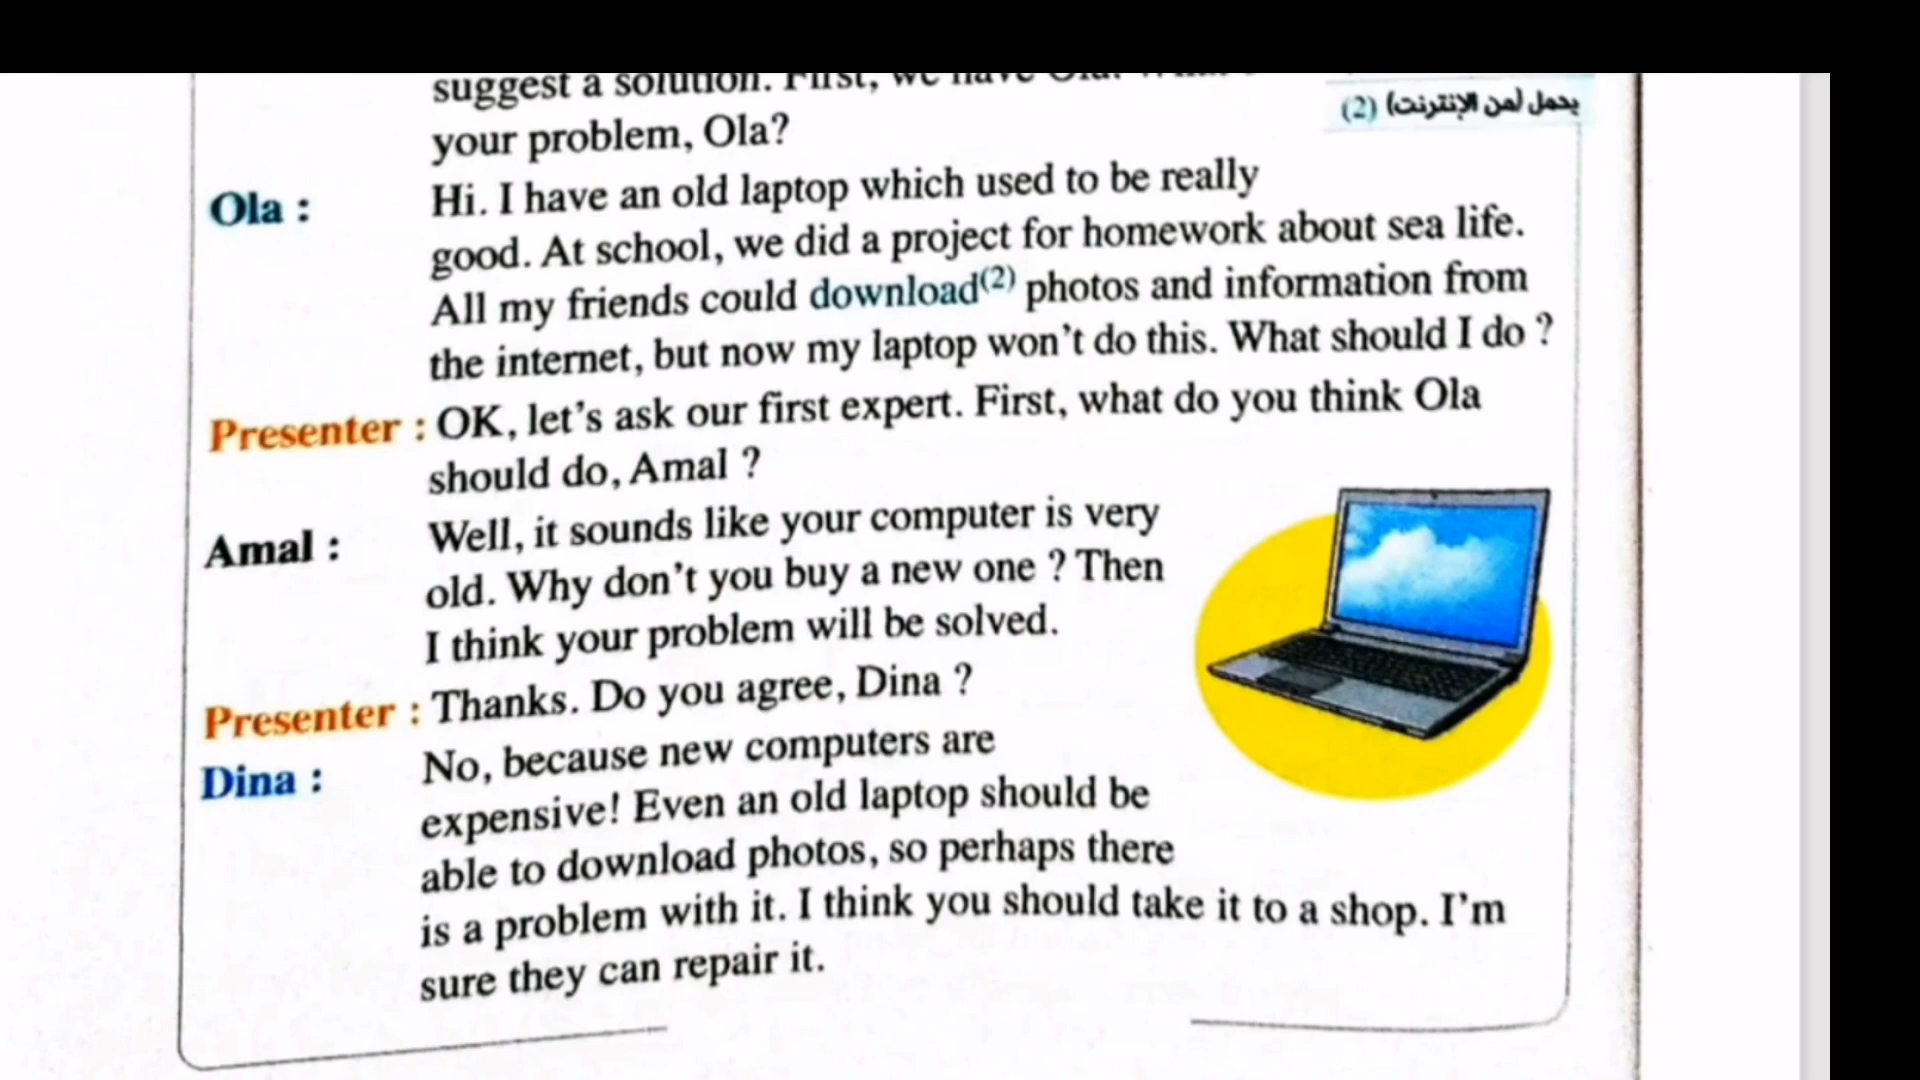 suggest a solution. First, we have Ola.
your problem, Ola?
يحمل (من الإنترنت) (2)
Ola : Hi. I have an old laptop which used to be really
good. At school, we did a project for homework about sea life.
All my friends could download(2) photos and information from
the internet, but now my laptop won't do this. What should I do ?
Presenter : OK, let's ask our first expert. First, what do you think Ola
should do, Amal ?
Amal : Well, it sounds like your computer is very
old. Why don't you buy a new one ? Then
I think your problem will be solved.
Presenter : Thanks. Do you agree, Dina ?
Dina : No, because new computers are
expensive! Even an old laptop should be
able to download photos, so perhaps there
is a problem with it. I think you should take it to a shop. I'm
sure they can repair it.